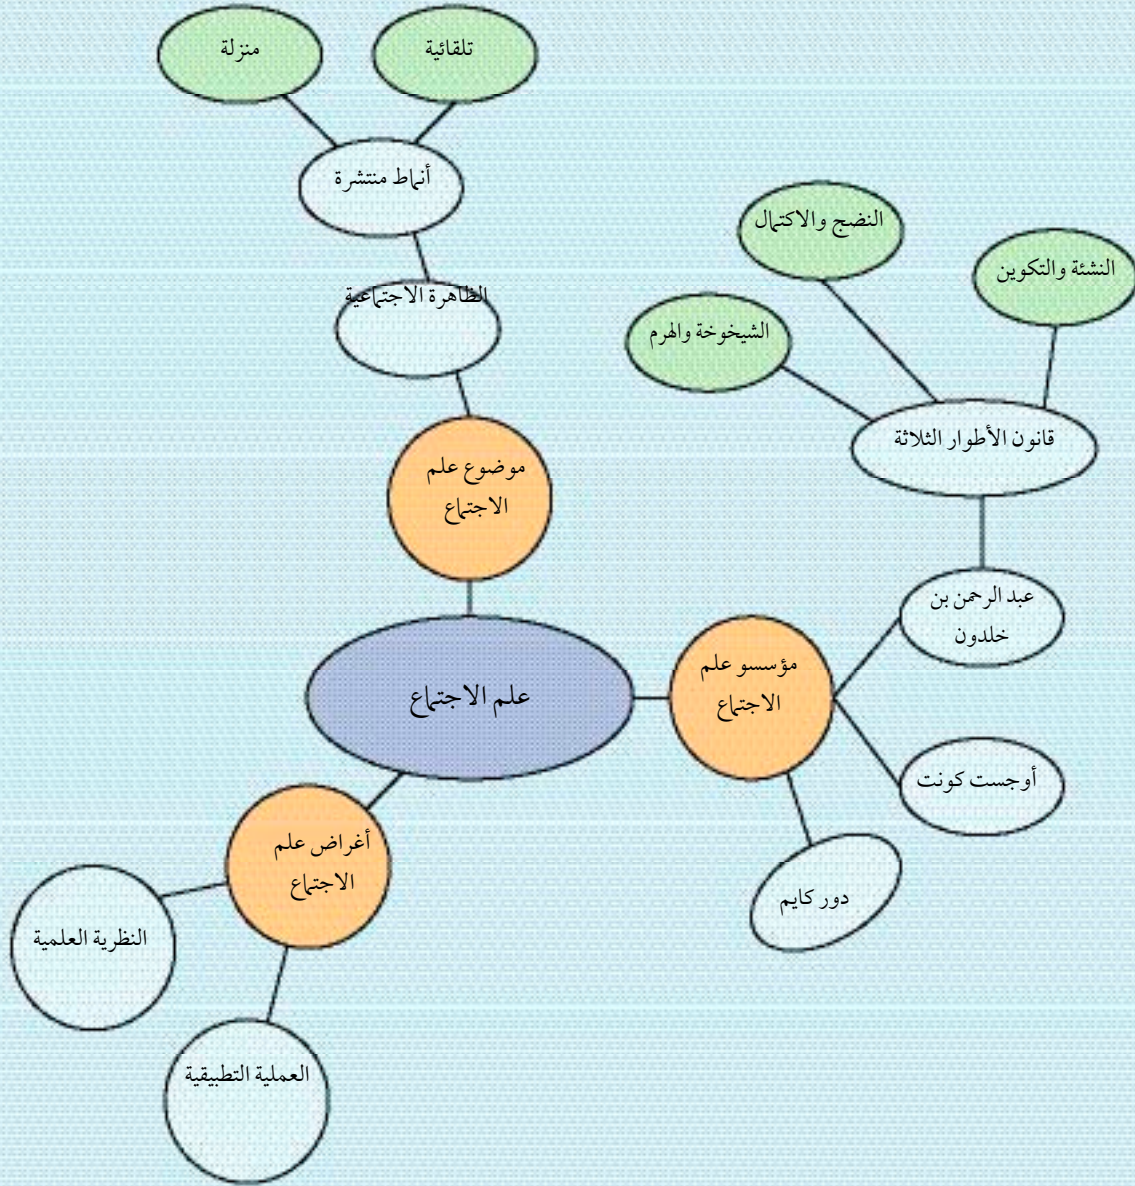 تلقائية
منزلة
أنماط منتشرة
الظاهرة الاجتماعية
النضج والاكتمال
النشئة والتكوين
الشيخوخة والهرم
قانون الأطوار الثلاثة
موضوع علم
الاجتماع
عبد الرحمن بن
خلدون
مؤسسو علم
الاجتماع
علم الاجتماع
أوجست كونت
دور كايم
أغراض علم
الاجتماع
النظرية العلمية
العملية التطبيقية